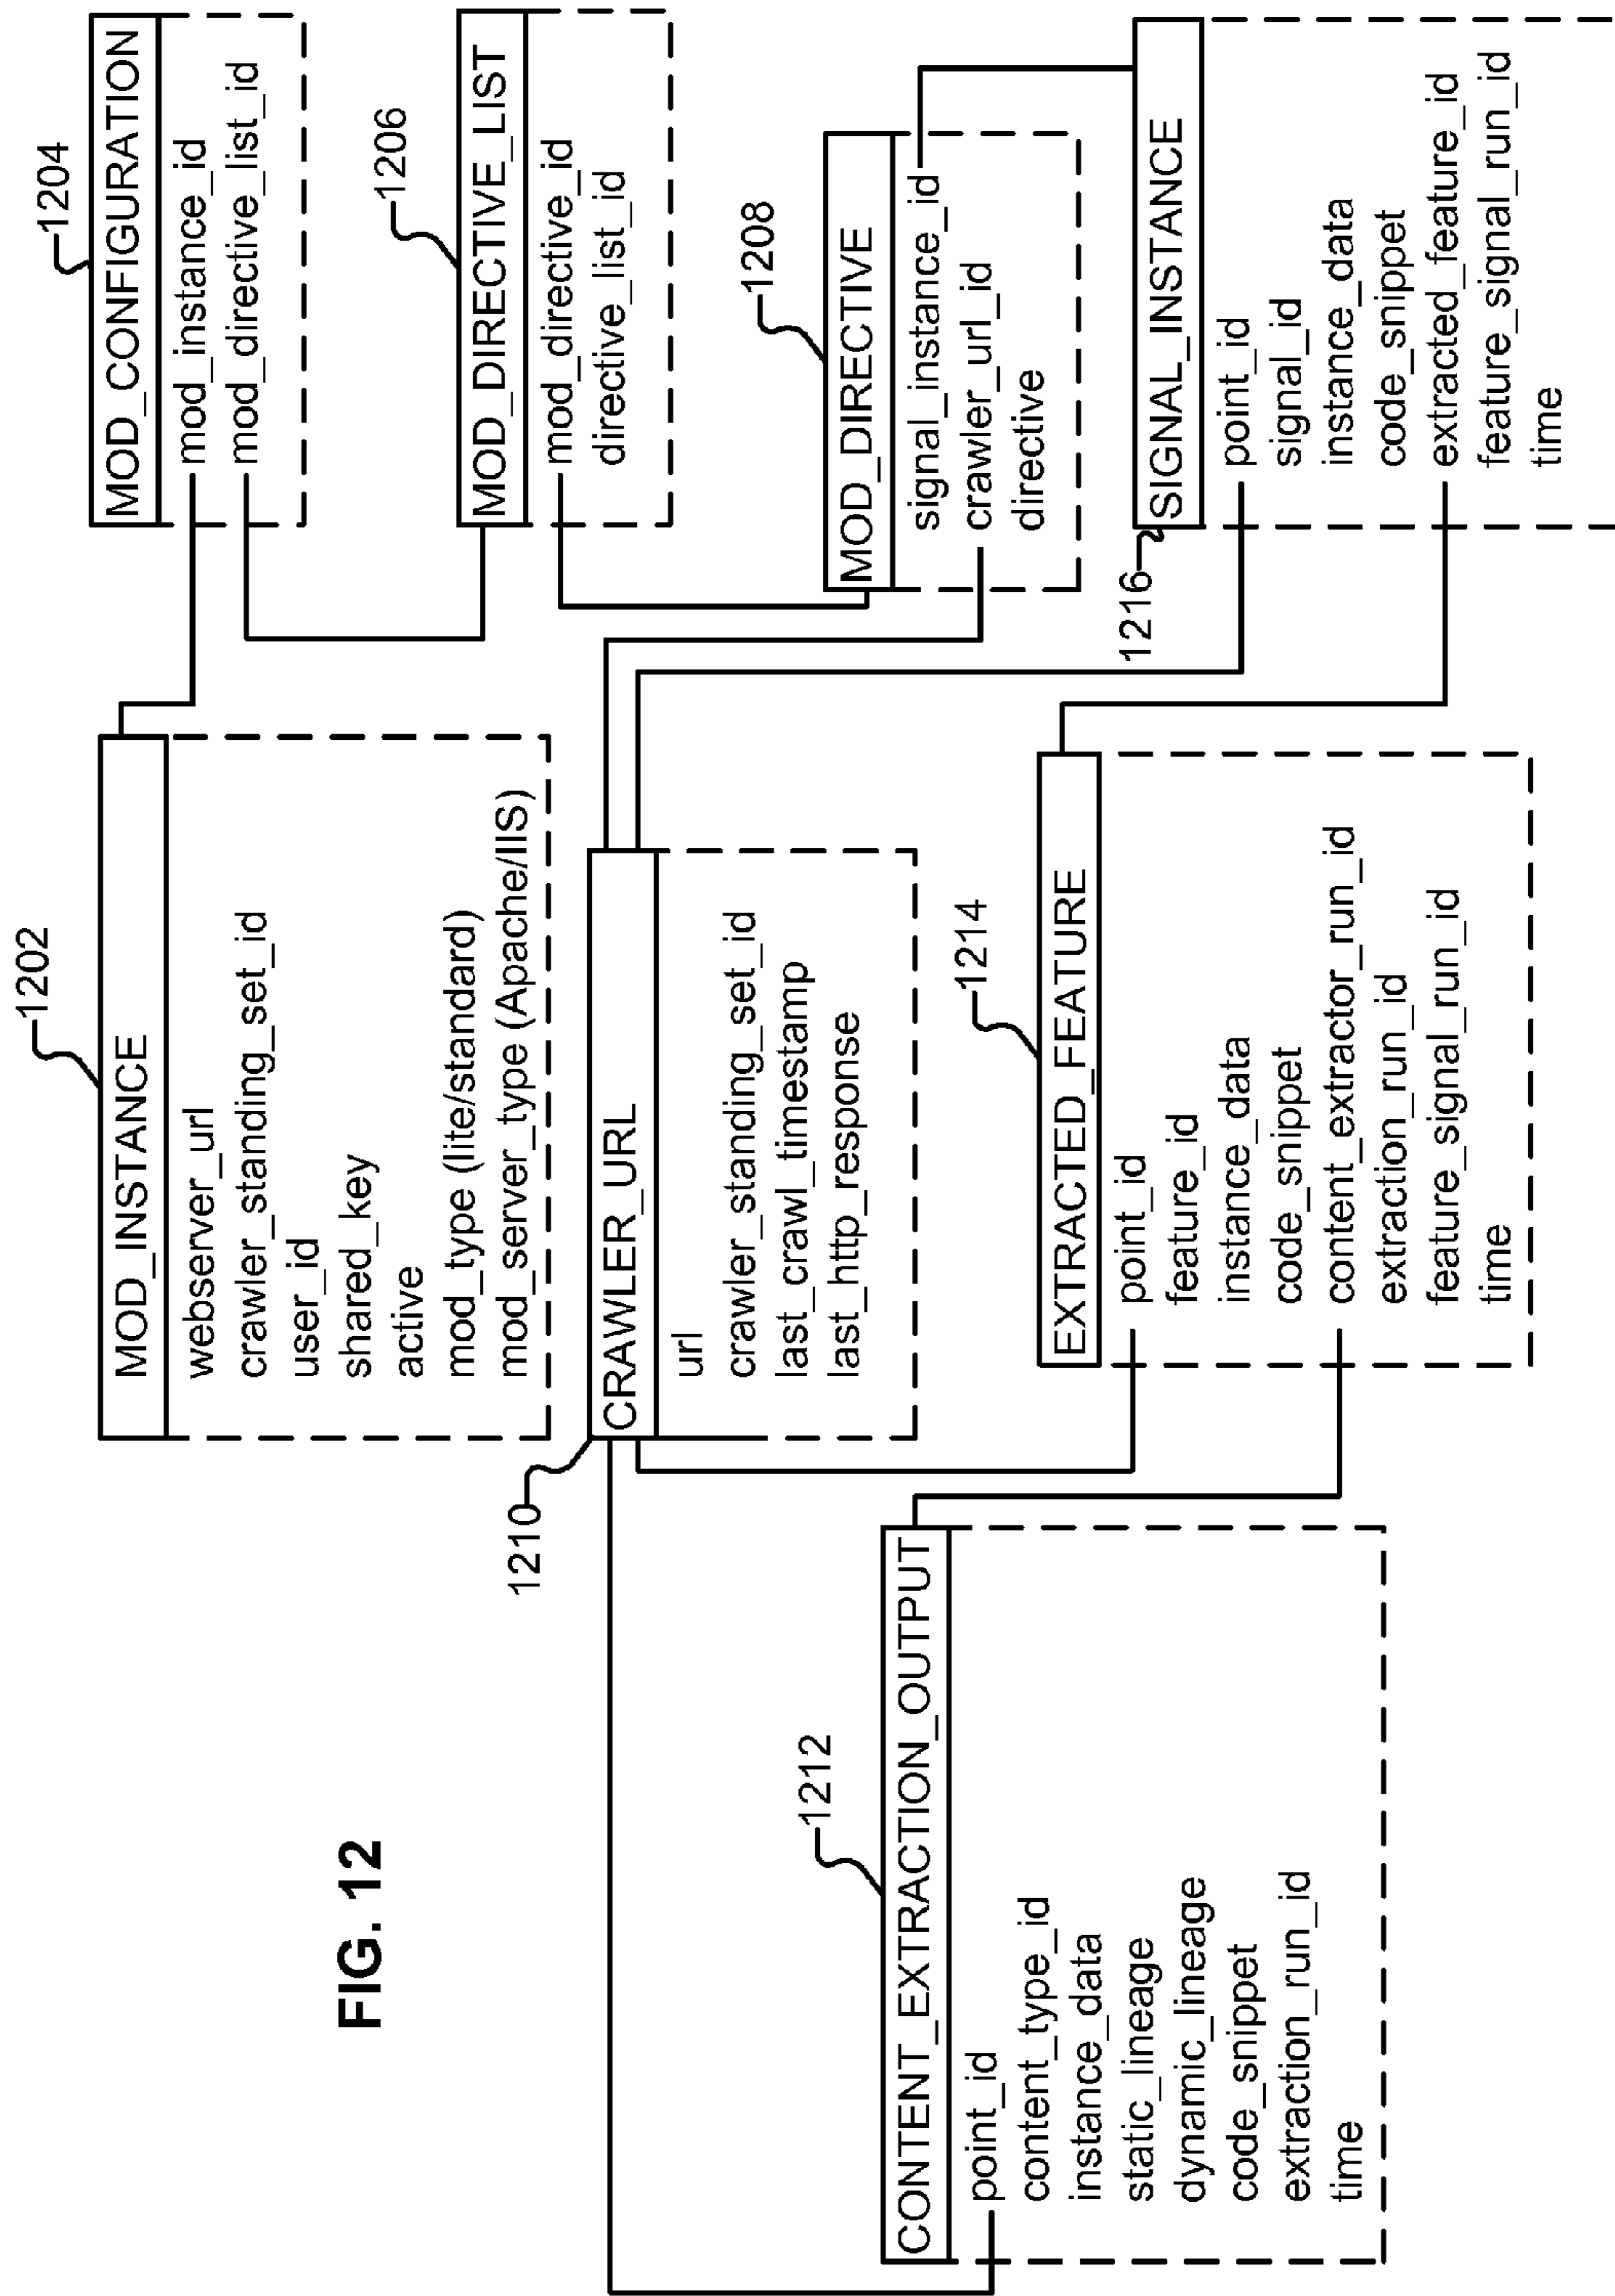 FIG. 12
1202
MOD_INSTANCE
webserver_url
crawler_standing_set_id
user_id
shared_key
active
mod_type (lite/standard)
mod_server_type (Apache/IIS)
1204
MOD_CONFIGURATION
mod_instance_id
mod_directive_list_id
1206
MOD_DIRECTIVE_LIST
mod_directive_id
directive_list_id
1208
MOD_DIRECTIVE
signal_instance_id
crawler_url_id
directive
1210
CRAWLER_URL
url
crawler_standing_set_id
last_crawl_timestamp
last_http_response
1212
CONTENT_EXTRACTION_OUTPUT
point_id
content_type_id
instance_data
static_lineage
dynamic_lineage
code_snippet
extraction_run_id
time
1214
EXTRACTED_FEATURE
point_id
feature_id
instance_data
code_snippet
content_extractor_run_id
extraction_run_id
feature_signal_run_id
time
1216
SIGNAL_INSTANCE
point_id
signal_id
instance_data
code_snippet
extracted_feature_id
feature_signal_run_id
time